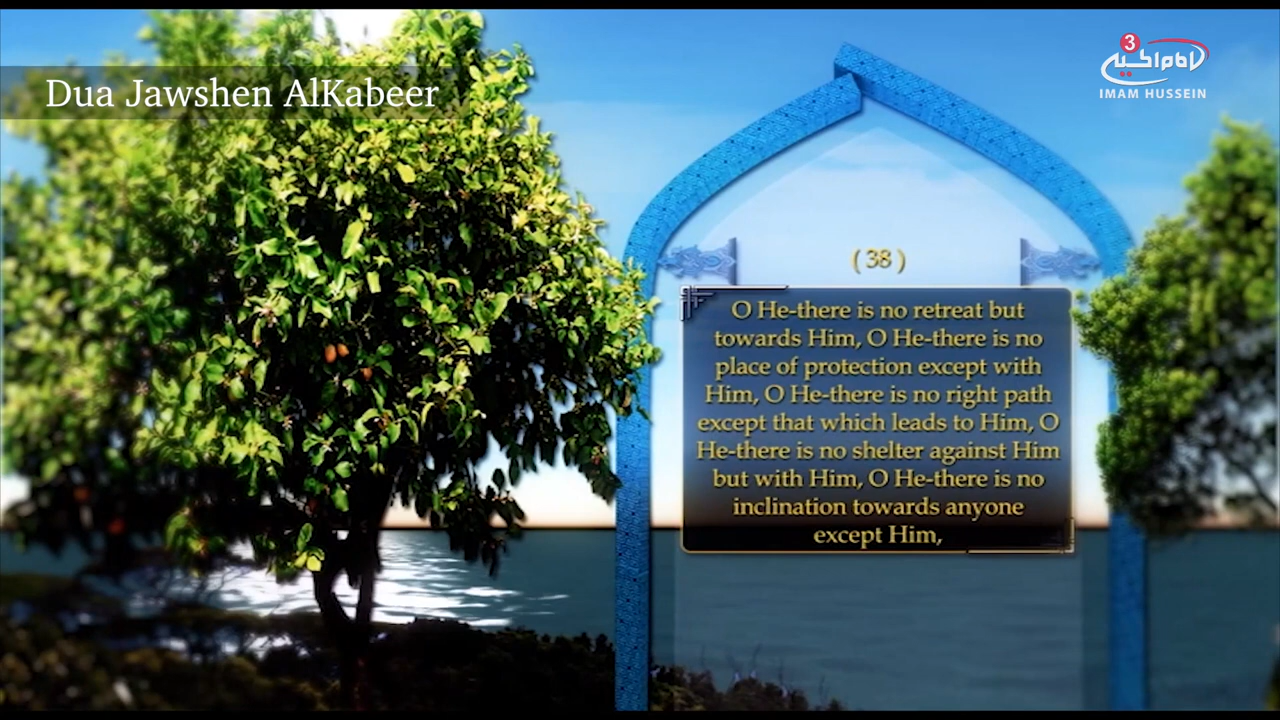 Dua Jawshen AlKabeer
3
IMAM HUSSEIN
( 38 )
O He-there is no retreat but
towards Him, O He-there is no
place of protection except with
Him, O He-there is no right path
except that which leads to Him, O
He-there is no shelter against Him
but with Him, O He-there is no
inclination towards anyone
except Him,